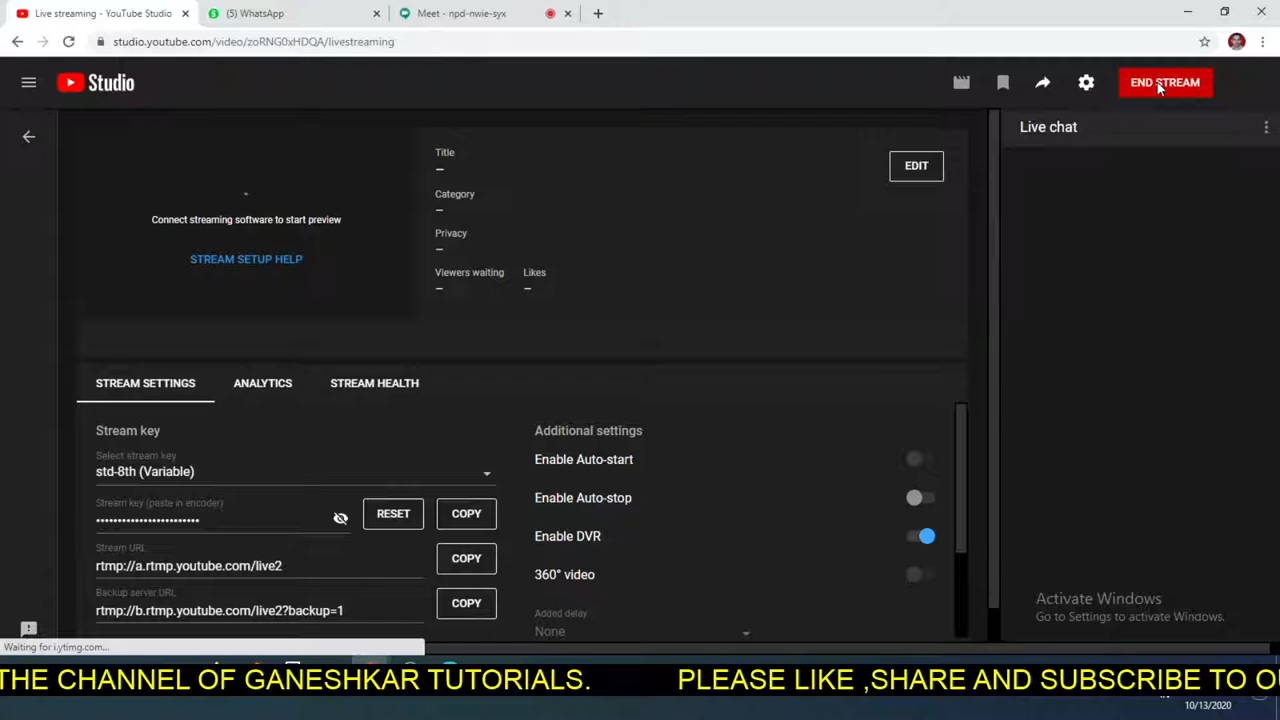 Live streaming - YouTube Studio
(5) WhatsApp
Meet - npd-nwie-syx
studio.youtube.com/video/zoRNG0xHDQA/livestreaming
Studio
END STREAM
Live chat
Title
–
EDIT
Category
–
Connect streaming software to start preview
Privacy
–
STREAM SETUP HELP
Viewers waiting
Likes
–
–
STREAM SETTINGS
ANALYTICS
STREAM HEALTH
Stream key
Select stream key
std-8th (Variable)
Stream key (paste in encoder)
••••••••••••••••••••••••
RESET
COPY
Stream URL
rtmp://a.rtmp.youtube.com/live2
COPY
Backup server URL
rtmp://b.rtmp.youtube.com/live2?backup=1
COPY
Additional settings
Enable Auto-start
Enable Auto-stop
Enable DVR
360° video
Added delay
None
Activate Windows
Go to Settings to activate Windows.
Waiting for i.ytimg.com...
THE CHANNEL OF GANESHKAR TUTORIALS. PLEASE LIKE ,SHARE AND SUBSCRIBE TO
10/13/2020